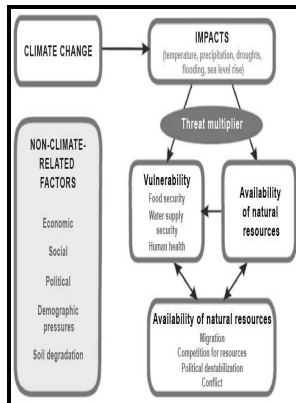 CLIMATE CHANGE
IMPACTS
(temperature, precipitation, droughts,
flooding, sea level rise)
Threat multiplier
NON-CLIMATE-
RELATED
FACTORS
Economic
Social
Political
Demographic
pressures
Soil degradation
Vulnerability
Food security
Water supply
security
Human health
Availability
of natural
resources
Availability of natural resources
Migration
Competition for resources
Political destabilization
Conflict